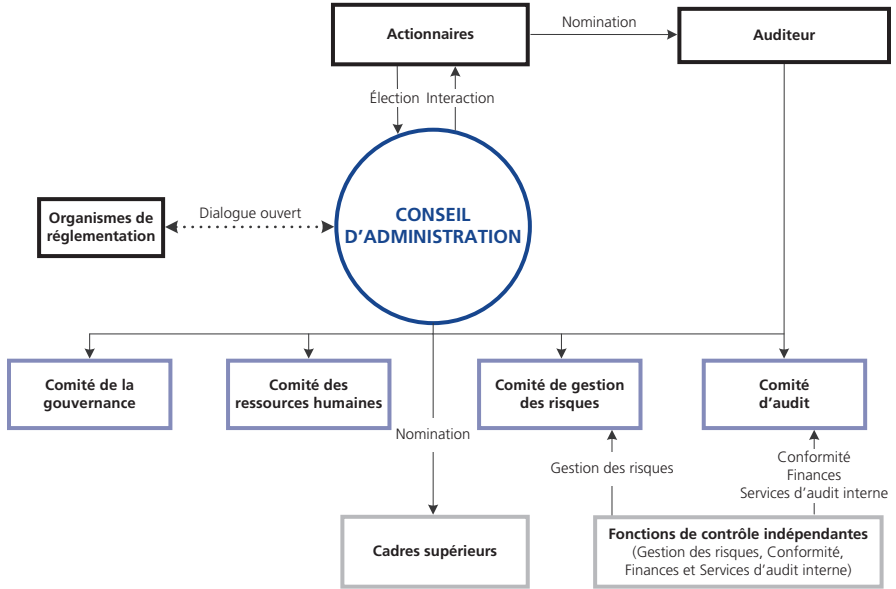 Actionnaires
Nomination
Auditeur
Élection
Interaction
Organismes de
réglementation
Dialogue ouvert
CONSEIL
D’ADMINISTRATION
Comité de la
gouvernance
Comité des
ressources humaines
Comité de gestion
des risques
Comité
d’audit
Nomination
Gestion des risques
Conformité
Finances
Services d’audit interne
Cadres supérieurs
Fonctions de contrôle indépendantes
(Gestion des risques, Conformité,
Finances et Services d’audit interne)